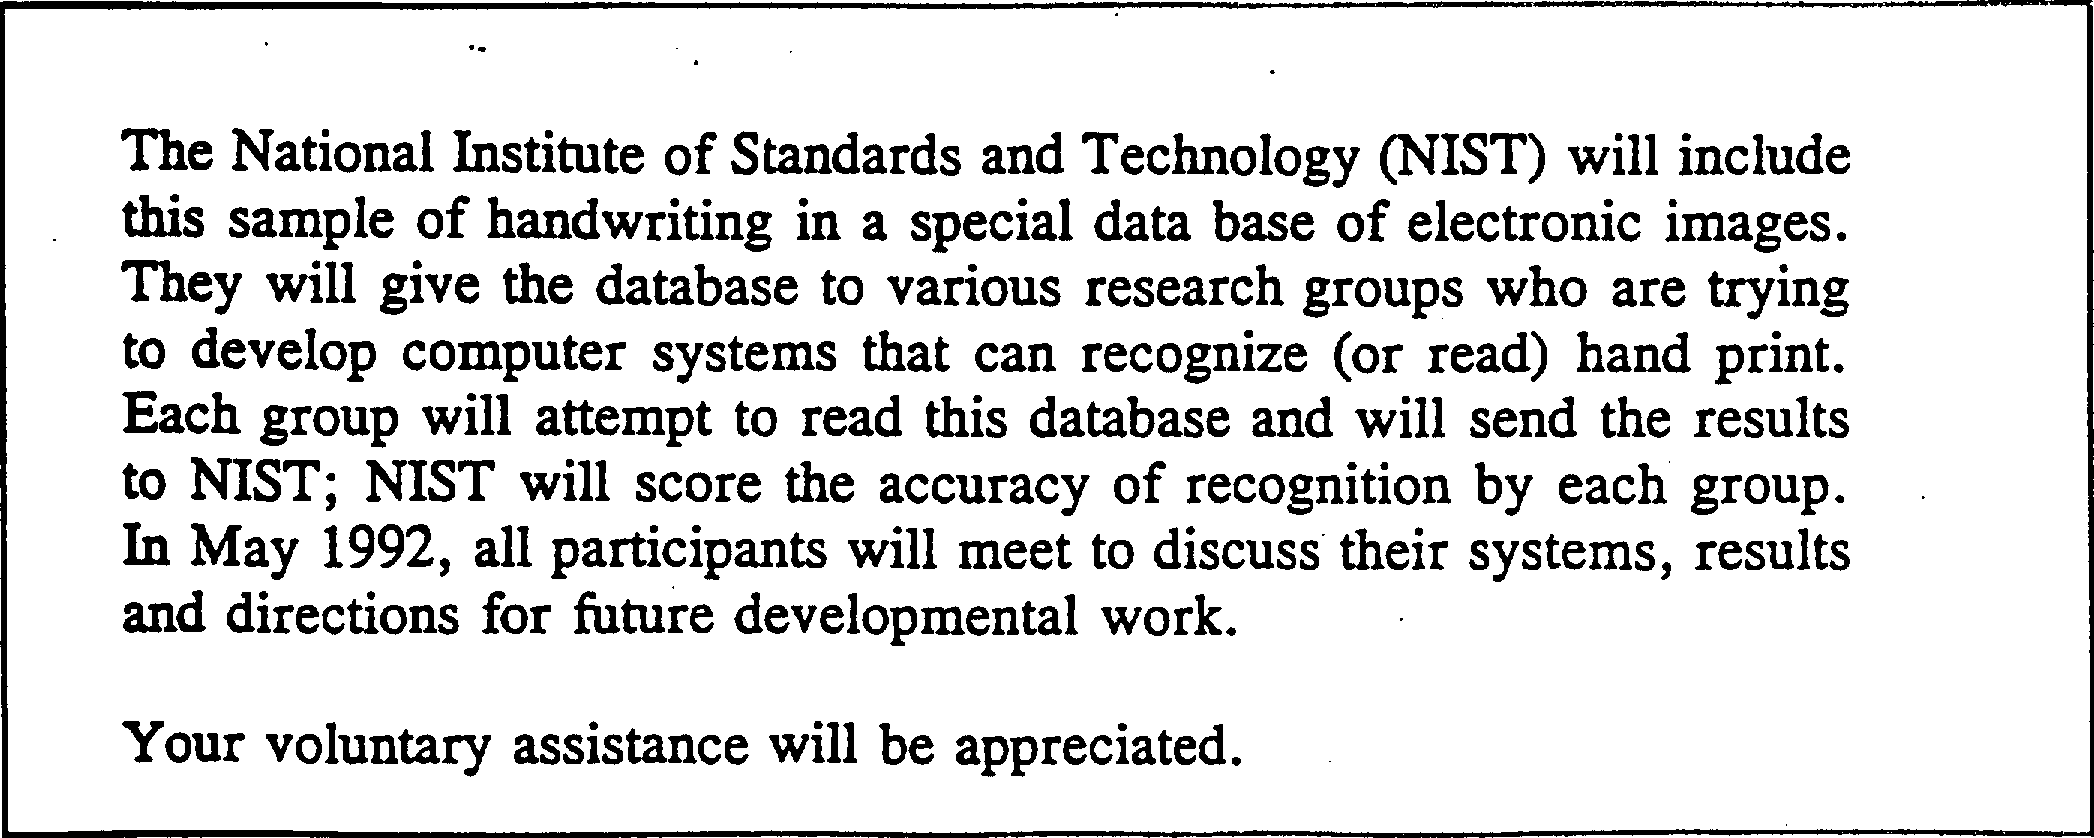 The National Institute of Standards and Technology (NIST) will include
this sample of handwriting in a special data base of electronic images.
They will give the database to various research groups who are trying
to develop computer systems that can recognize (or read) hand print.
Each group will attempt to read this database and will send the results
to NIST; NIST will score the accuracy of recognition by each group.
In May 1992, all participants will meet to discuss their systems, results
and directions for future developmental work.
Your voluntary assistance will be appreciated.